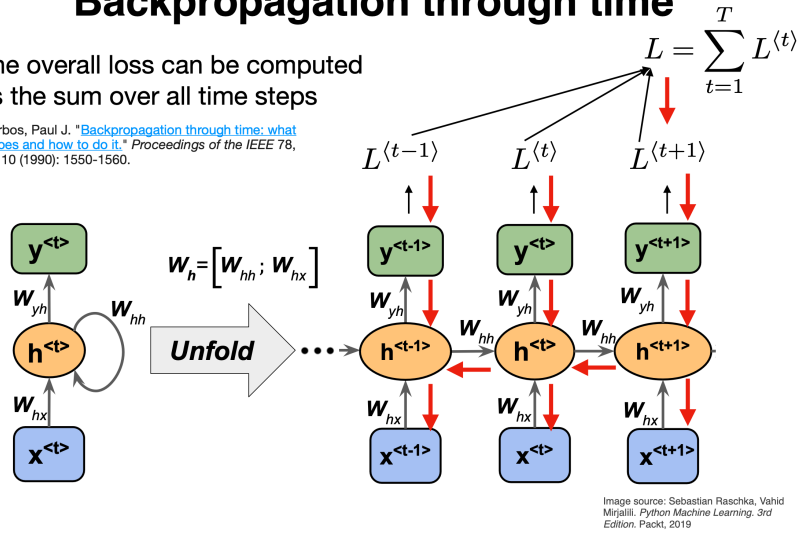 Backpropagation through time
ne overall loss can be computed
s the sum over all time steps
rbos, Paul J. "Backpropagation through time: what
oes and how to do it." Proceedings of the IEEE 78,
10 (1990): 1550-1560.
L = ∑_{t=1}^{T} L^{⟨t⟩}
L^{⟨t−1⟩} L^{⟨t⟩} L^{⟨t+1⟩}
y<t> y<t-1> y<t> y<t+1>
W_h=[W_hh ; W_hx]
W_yh W_yh W_yh W_yh
W_hh W_hh W_hh
h<t> Unfold h<t-1> h<t> h<t+1>
W_hx W_hx W_hx W_hx
x<t> x<t-1> x<t> x<t+1>
Image source: Sebastian Raschka, Vahid
Mirjalili. Python Machine Learning. 3rd
Edition. Packt, 2019